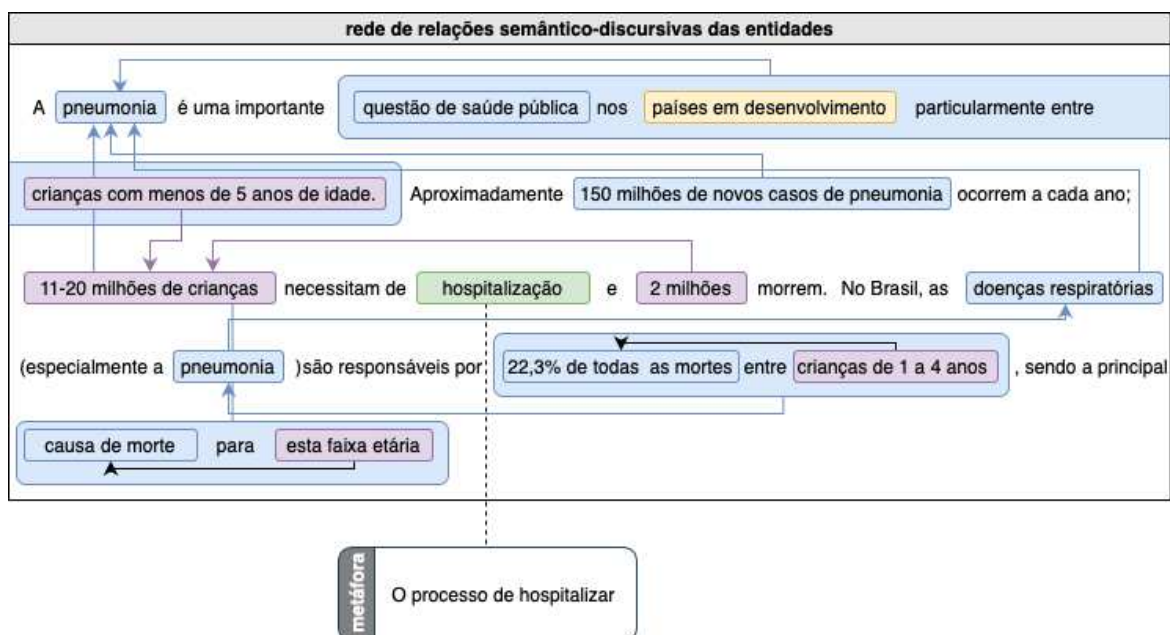 rede de relações semântico-discursivas das entidades
A pneumonia é uma importante questão de saúde pública nos países em desenvolvimento particularmente entre
crianças com menos de 5 anos de idade. Aproximadamente 150 milhões de novos casos de pneumonia ocorrem a cada ano;
11-20 milhões de crianças necessitam de hospitalização e 2 milhões morrem. No Brasil, as doenças respiratórias
(especialmente a pneumonia )são responsáveis por 22,3% de todas as mortes entre crianças de 1 a 4 anos , sendo a principal
causa de morte para esta faixa etária
metáfora
O processo de hospitalizar